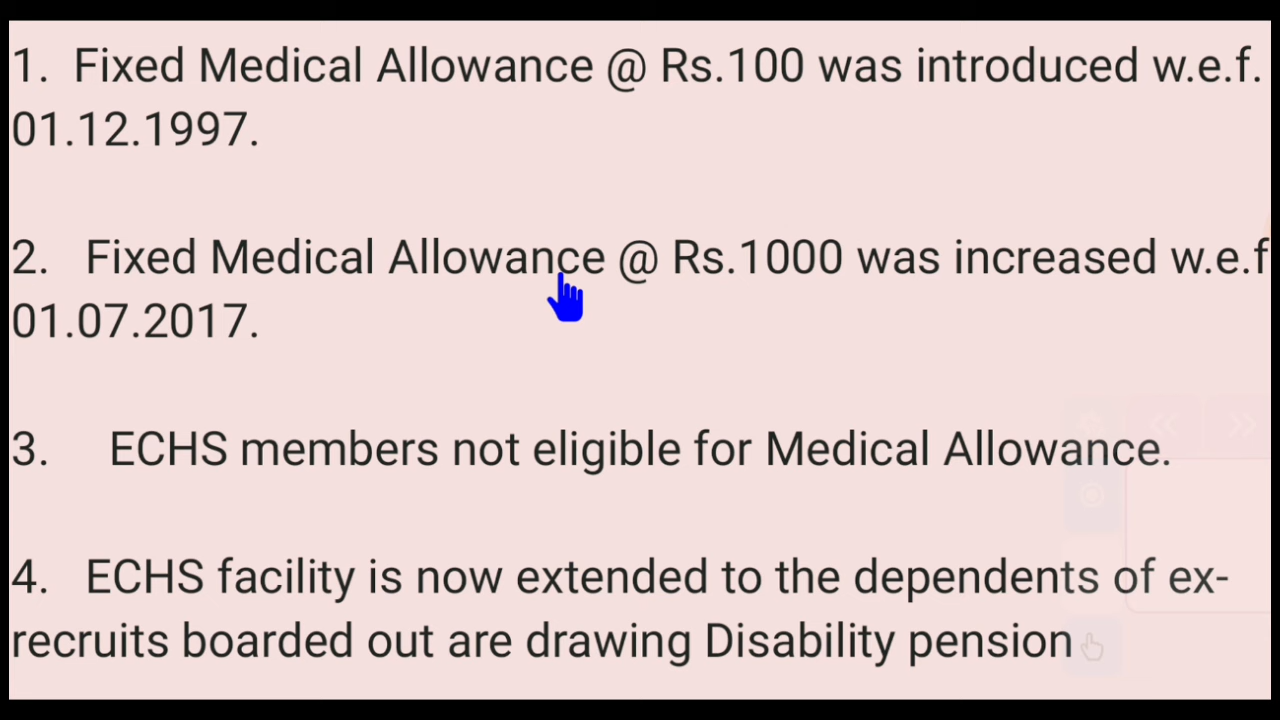 1. Fixed Medical Allowance @ Rs.100 was introduced w.e.f.
01.12.1997.
2. Fixed Medical Allowance @ Rs.1000 was increased w.e.f
01.07.2017.
3. ECHS members not eligible for Medical Allowance.
4. ECHS facility is now extended to the dependents of ex-
recruits boarded out are drawing Disability pension